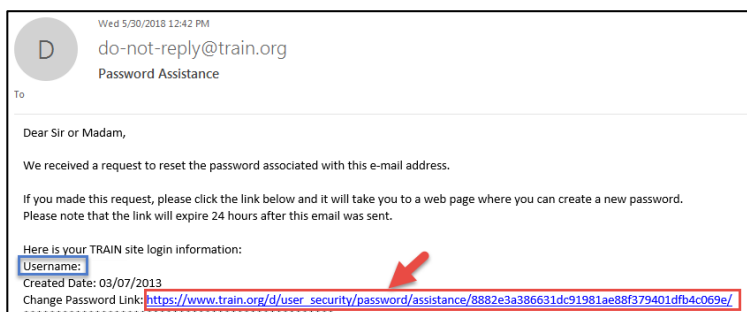 Wed 5/30/2018 12:42 PM
D
do-not-reply@train.org
Password Assistance
To
Dear Sir or Madam,
We received a request to reset the password associated with this e-mail address.
If you made this request, please click the link below and it will take you to a web page where you can create a new password.
Please note that the link will expire 24 hours after this email was sent.
Here is your TRAIN site login information:
Username:
Created Date: 03/07/2013
Change Password Link: https://www.train.org/d/user_security/password/assistance/8882e3a386631dc91981ae88f379401dfb4c069e/